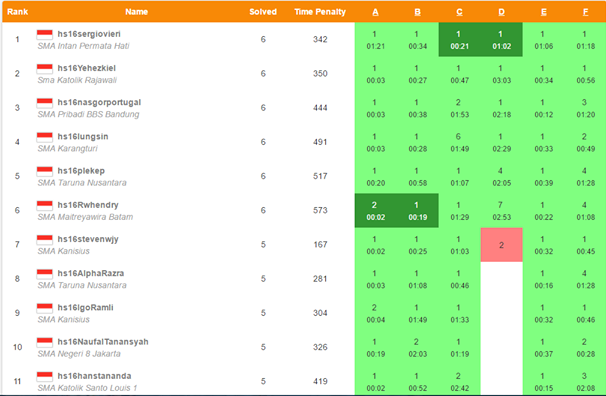 Rank Name Solved Time Penalty A B C D E F
1 hs16sergiovieri 6 342 1 1 1 1 1 1
SMA Intan Permata Hati 01:21 00:34 00:21 01:02 01:06 01:18
2 hs16Yehezkiel 6 350 1 1 1 1 1 1
Sma Katolik Rajawali 00:03 00:27 00:47 03:03 00:34 00:56
3 hs16nasgorportugal 6 444 1 1 2 1 1 3
SMA Pribadi BBS Bandung 00:03 00:38 01:53 02:18 00:12 01:20
4 hs16lungsin 6 491 1 1 6 1 1 2
SMA Karangturi 00:03 00:28 01:49 02:29 00:33 00:49
5 hs16plekep 6 517 1 1 1 4 1 4
SMA Taruna Nusantara 00:20 00:58 01:07 02:05 00:39 01:28
6 hs16Rwhendry 6 573 2 1 1 7 1 4
SMA Maitreyawira Batam 00:02 00:19 01:29 02:53 00:22 01:08
7 hs16stevenwjy 5 167 1 1 1 2 1 1
SMA Kanisius 00:02 00:25 01:03 00:32 00:45
8 hs16AlphaRazra 5 281 1 1 1 1 4
SMA Taruna Nusantara 00:03 01:08 00:46 00:16 01:28
9 hs16IgoRamli 5 304 2 1 1 1 1
SMA Kanisius 00:04 01:49 01:33 00:32 00:46
10 hs16NaufalTanansyah 5 326 1 2 1 1 2
SMA Negeri 8 Jakarta 00:19 02:03 01:19 00:37 00:28
11 hs16hanstananda 5 419 1 1 2 1 3
SMA Katolik Santo Louis 1 00:02 00:52 02:42 00:15 02:08